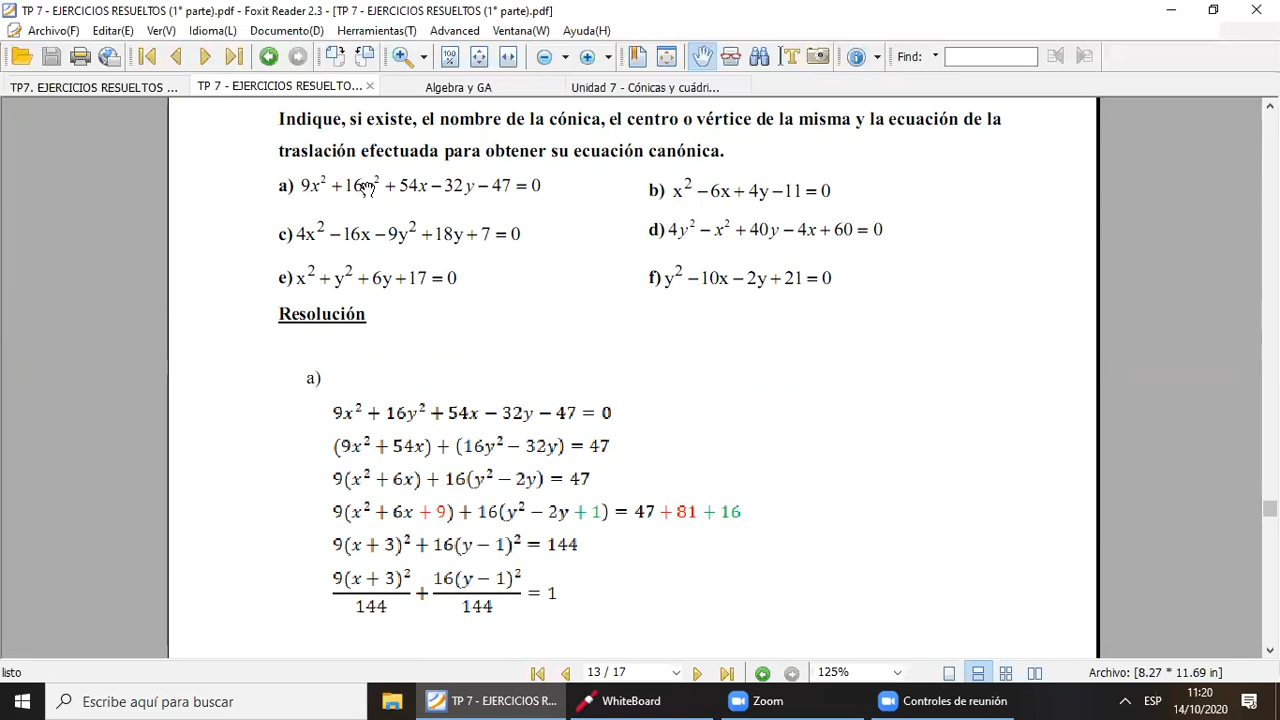 TP 7 - EJERCICIOS RESUELTOS (1° parte).pdf - Foxit Reader 2.3 - [TP 7 - EJERCICIOS RESUELTOS (1° parte).pdf]
Archivo(F) Editar(E) Ver(V) Idioma(L) Documento(D) Herramientas(T) Advanced Ventana(W) Ayuda(H)
Find:
TP7. EJERCICIOS RESUELTOS ... TP 7 - EJERCICIOS RESUELTO... Algebra y GA Unidad 7 - Cónicas y cuádri...
Indique, si existe, el nombre de la cónica, el centro o vértice de la misma y la ecuación de la
traslación efectuada para obtener su ecuación canónica.
a) 9x² + 16y² + 54x − 32y − 47 = 0 b) x² − 6x + 4y − 11 = 0
c) 4x² − 16x − 9y² + 18y + 7 = 0 d) 4y² − x² + 40y − 4x + 60 = 0
e) x² + y² + 6y + 17 = 0 f) y² − 10x − 2y + 21 = 0
Resolución
a)
9x² + 16y² + 54x − 32y − 47 = 0
(9x² + 54x) + (16y² − 32y) = 47
9(x² + 6x) + 16(y² − 2y) = 47
9(x² + 6x + 9) + 16(y² − 2y + 1) = 47 + 81 + 16
9(x + 3)² + 16(y − 1)² = 144
9(x + 3)²/144 + 16(y − 1)²/144 = 1
listo 13 / 17 125% Archivo: [8.27 * 11.69 in]
Escribe aquí para buscar TP 7 - EJERCICIOS R... WhiteBoard Zoom Controles de reunión ESP 11:20
14/10/2020